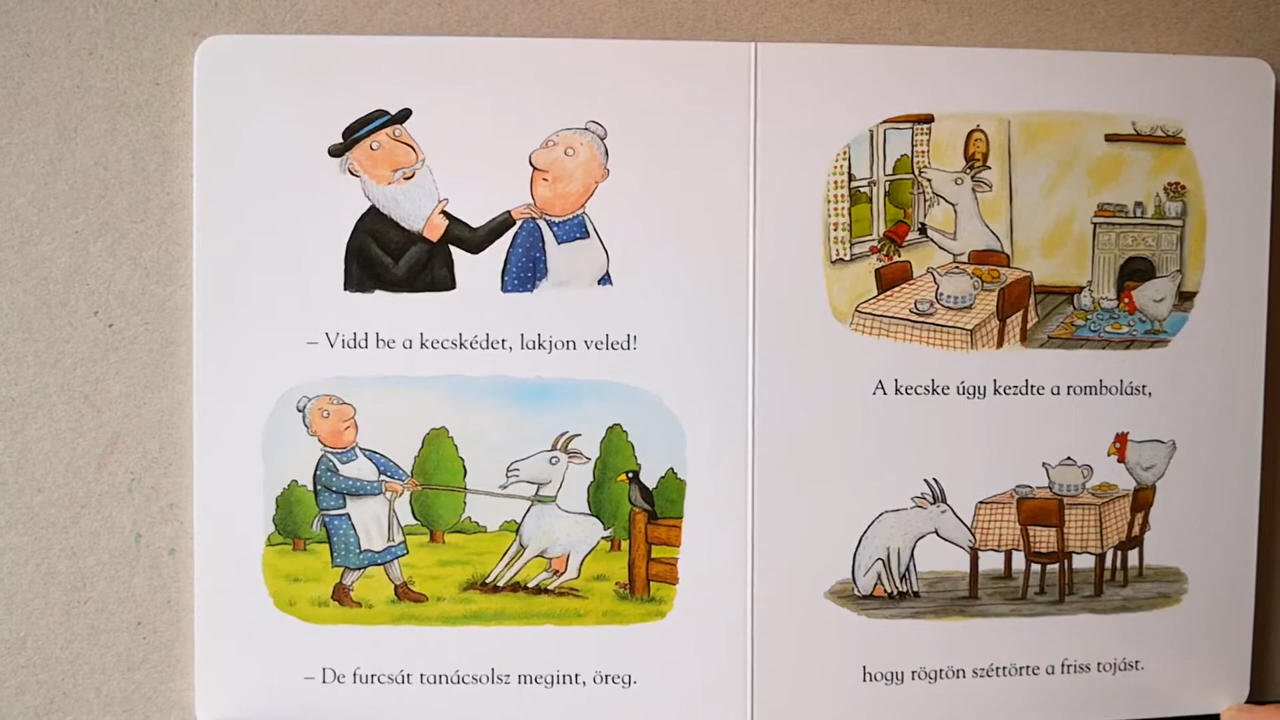 – Vidd be a kecskédet, lakjon veled!
– De furcsát tanácsolsz megint, öreg.
A kecske úgy kezdte a rombolást,
hogy rögtön széttörte a friss tojást.